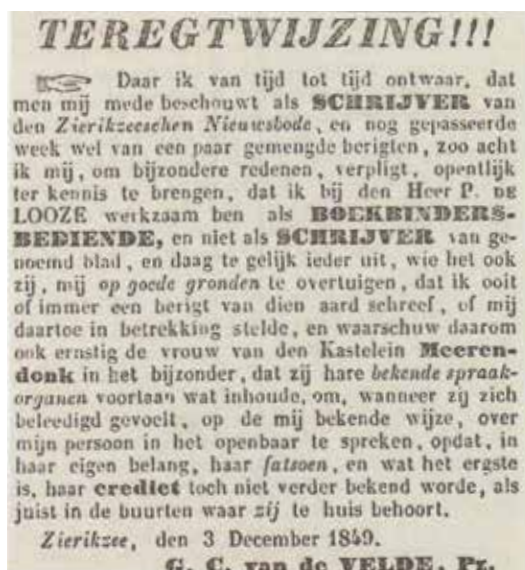 TEREGTWIJZING!!!
Daar ik van tijd tot tijd ontwaar, dat
men mij mede beschouwt als SCHRIJVER van
den Zierikzeeschen Nieuwsbode, en nog gepasseerde
week wel van een paar gemengde berigten, zoo acht
ik mij, om bijzondere redenen, verpligt, opentlijk
ter kennis te brengen, dat ik bij den Heer P. DE
LOOZE werkzaam ben als BOEKBINDERS-
BEDIENDE, en niet als SCHRIJVER van ge-
noemd blad, en daag te gelijk ieder uit, wie het ook
zij, mij op goede gronden te overtuigen, dat ik ooit
of immer een berigt van dien aard schreef, of mij
daartoe in betrekking stelde, en waarschuw daarom
ook ernstig de vrouw van den Kastelein Meeren-
donk in het bijzonder, dat zij hare bekende spraak-
organen voortaan wat inhoude, om, wanneer zij zich
beleedigd gevoelt, op de mij bekende wijze, over
mijn persoon in het openbaar te spreken, opdat, in
haar eigen belang, haar fatsoen, en wat het ergste
is, haar crediet toch niet verder bekend worde, als
juist in de buurten waar zij te huis behoort.
Zierikzee, den 3 December 1849.
G. C. van de VELDE, Pz.